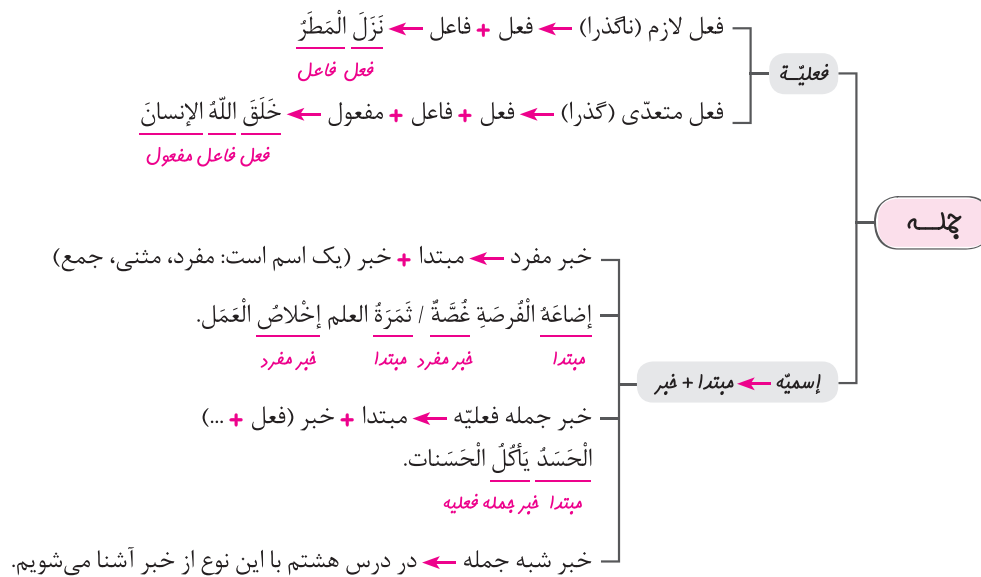 جمله
فعلیّـة
فعل لازم (ناگذرا) ← فعل + فاعل ← نَزَلَ الْمَطَرُ
فعل فاعل
فعل متعدّی (گذرا) ← فعل + فاعل + مفعول ← خَلَقَ اللّهُ الإنسانَ
فعل فاعل مفعول
إسمیّه ← مبتدا + خبر
خبر مفرد ← مبتدا + خبر (یک اسم است: مفرد، مثنی، جمع)
إضاعَةُ الْفُرصَةِ غُصَّةٌ / ثَمَرَةُ العلم إخْلاصُ الْعَمَل.
مبتدا خبر مفرد مبتدا خبر مفرد
خبر جمله فعلیّه ← مبتدا + خبر (فعل + ...)
الْحَسَدُ يَأكُلُ الْحَسَنات.
مبتدا خبر جمله فعلیه
خبر شبه جمله ← در درس هشتم با این نوع از خبر آشنا می‌شویم.